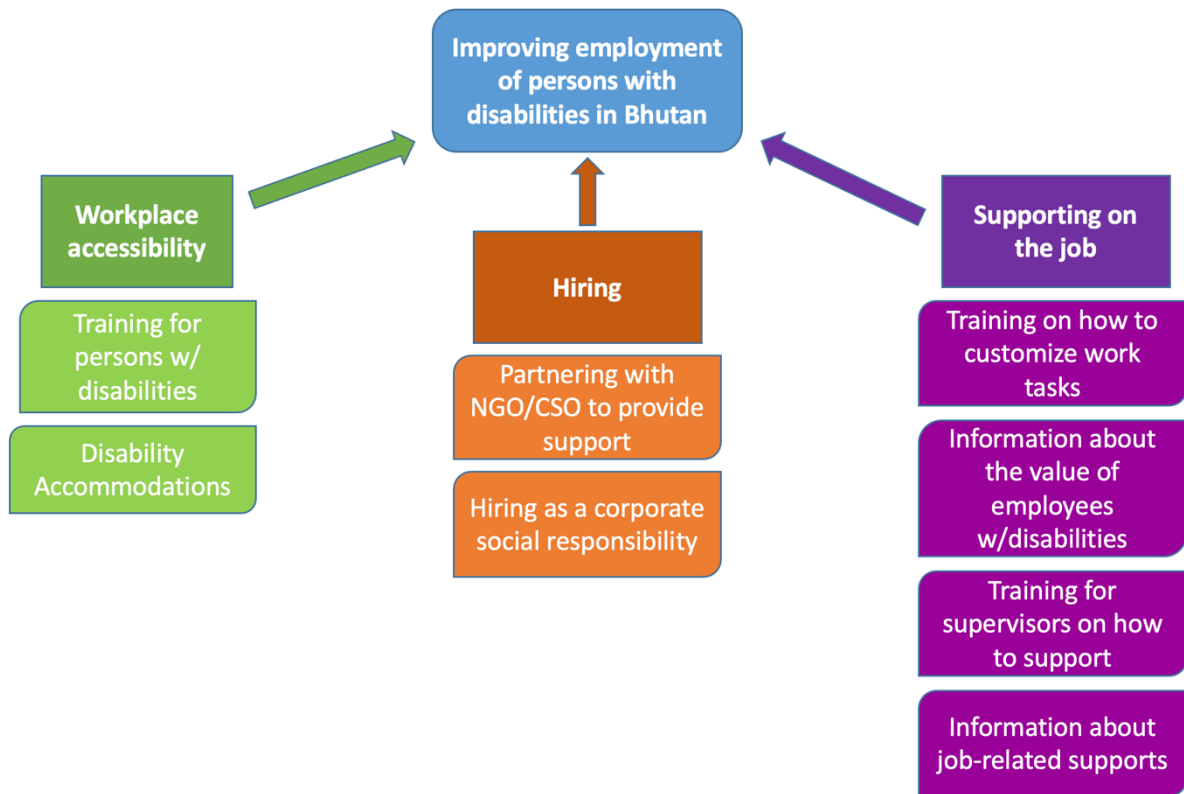 Improving employment
of persons with
disabilities in Bhutan
Workplace
accessibility
Training for
persons w/
disabilities
Disability
Accommodations
Hiring
Partnering with
NGO/CSO to provide
support
Hiring as a corporate
social responsibility
Supporting on
the job
Training on how to
customize work
tasks
Information about
the value of
employees
w/disabilities
Training for
supervisors on how
to support
Information about
job-related supports